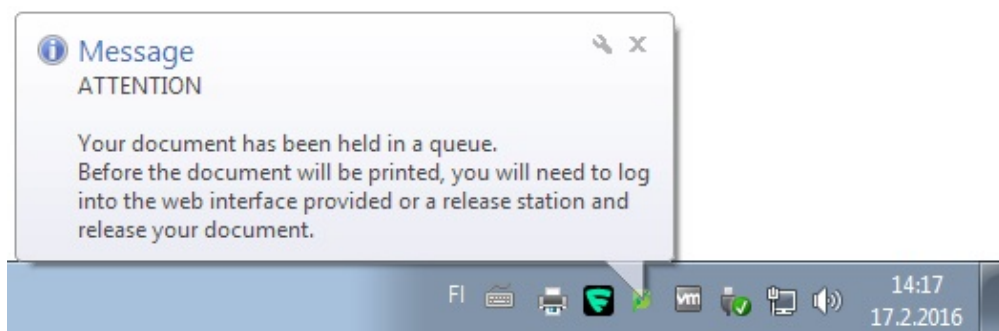 Message
ATTENTION
Your document has been held in a queue.
Before the document will be printed, you will need to log
into the web interface provided or a release station and
release your document.
FI
vm
14:17
17.2.2016